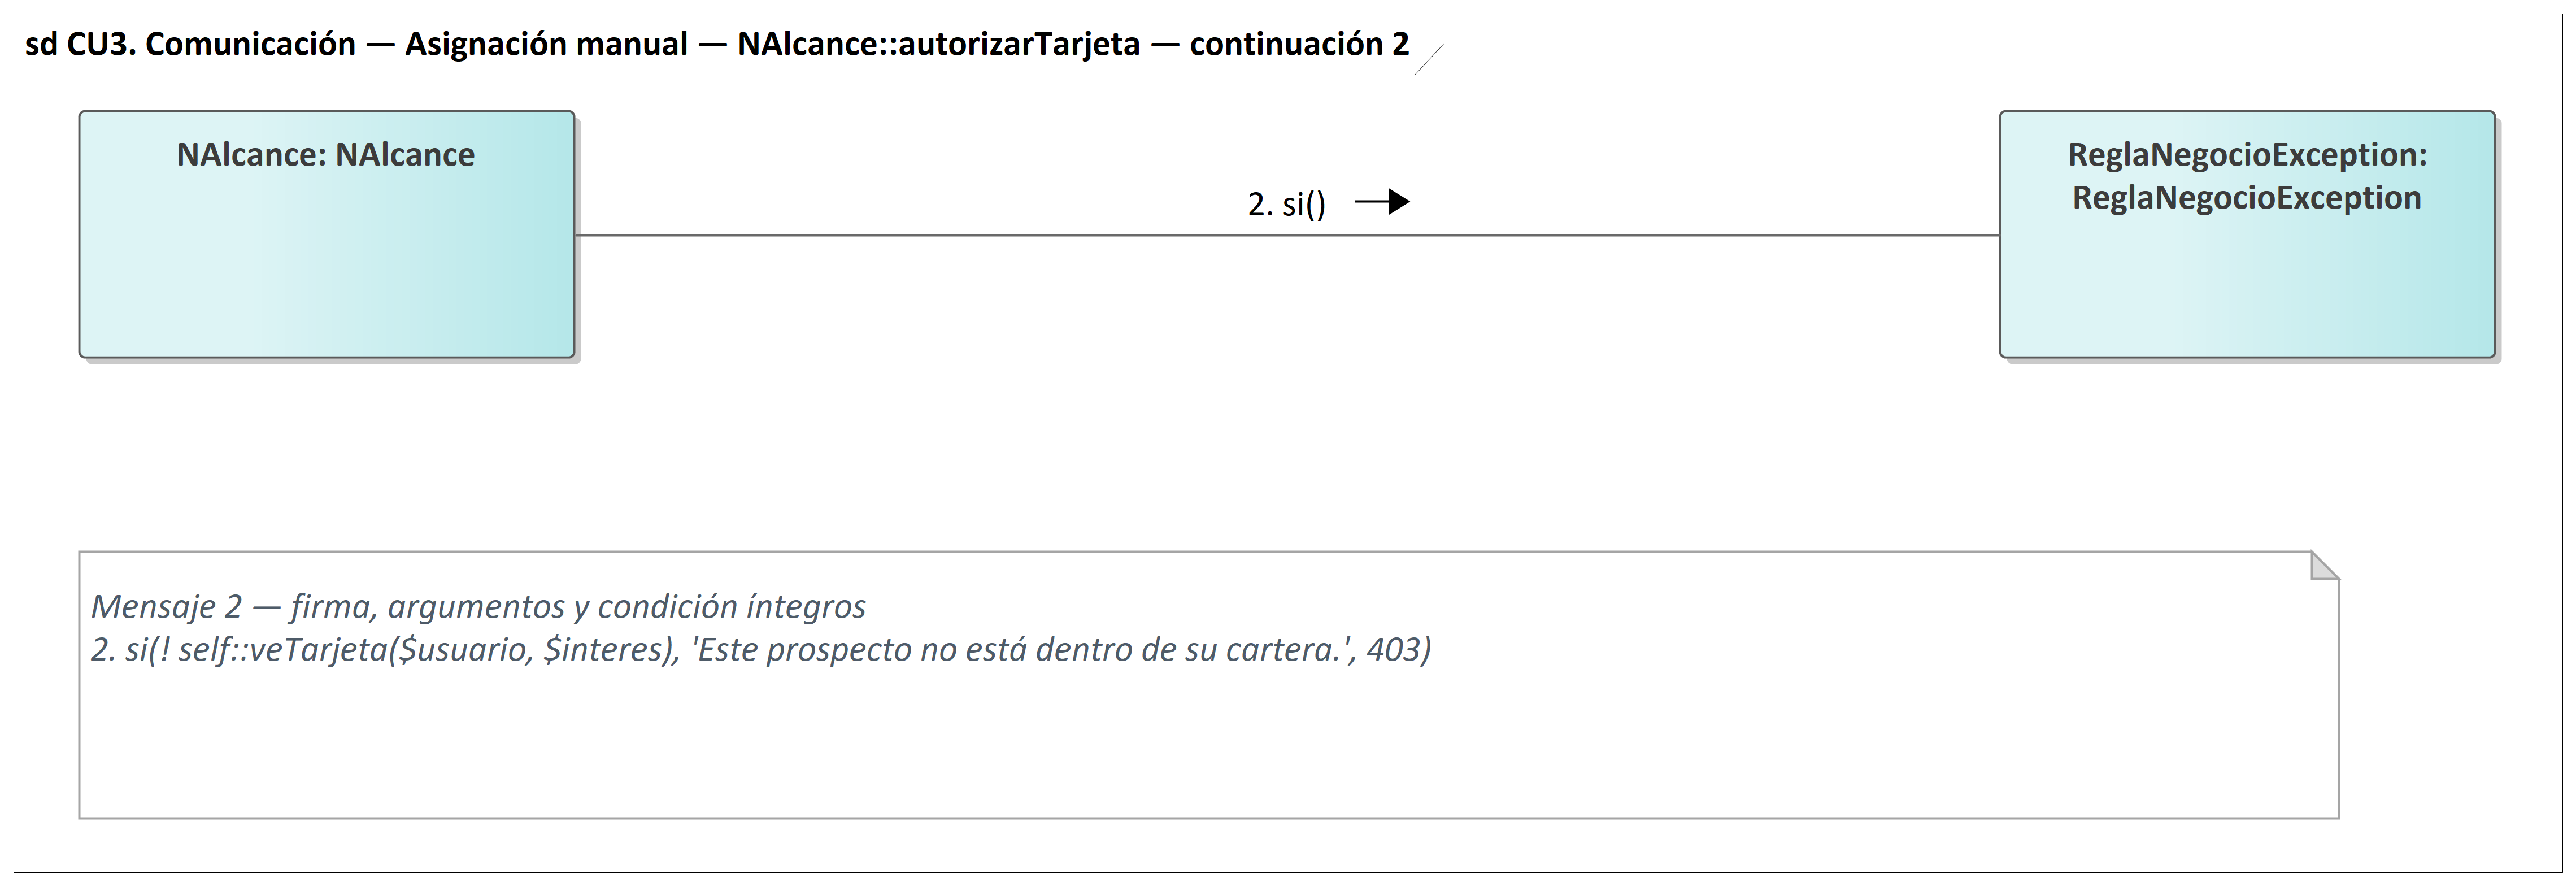 sd CU3. Comunicación — Asignación manual — NAlcance::autorizarTarjeta — continuación 2
NAlcance: NAlcance
ReglaNegocioException:
ReglaNegocioException
2. si()
Mensaje 2 — firma, argumentos y condición íntegros
2. si(! self::veTarjeta($usuario, $interes), 'Este prospecto no está dentro de su cartera.', 403)